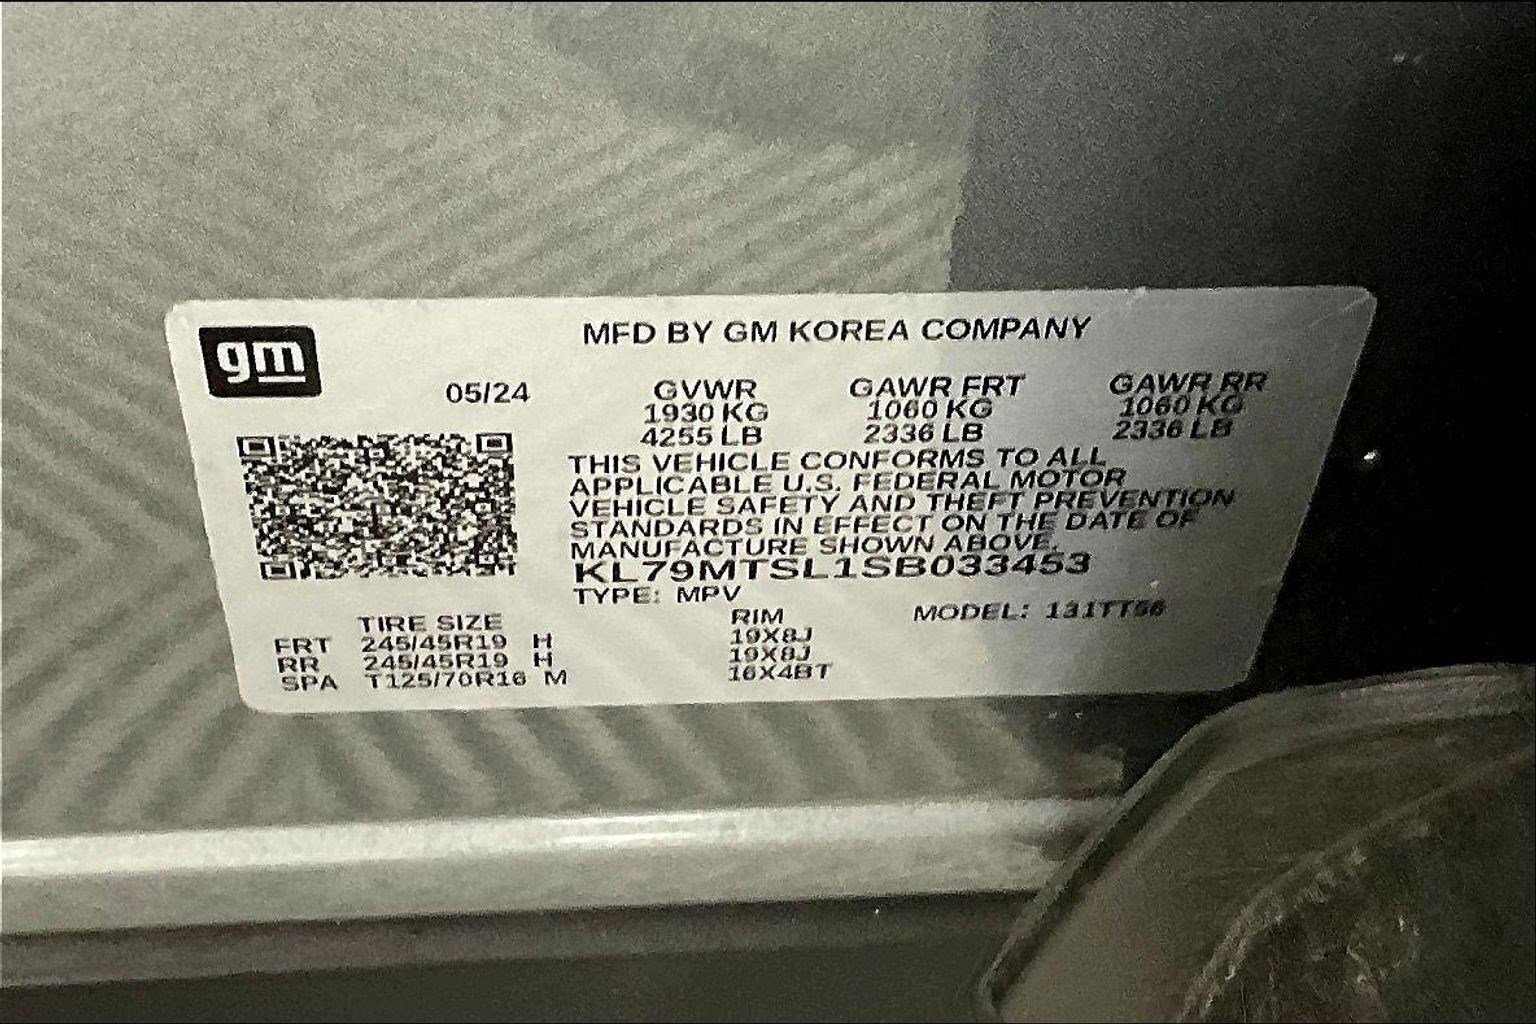 gm
MFD BY GM KOREA COMPANY
05/24
GVWR GAWR FRT GAWR RR
1930 KG 1060 KG 1060 KG
4255 LB 2336 LB 2336 LB
THIS VEHICLE CONFORMS TO ALL
APPLICABLE U.S. FEDERAL MOTOR
VEHICLE SAFETY AND THEFT PREVENTION
STANDARDS IN EFFECT ON THE DATE OF
MANUFACTURE SHOWN ABOVE.
KL79MTSL1SB033453
TYPE: MPV MODEL: 131TT56
TIRE SIZE RIM
FRT 245/45R19 H 19X8J
RR 245/45R19 H 19X8J
SPA T125/70R16 M 16X4BT